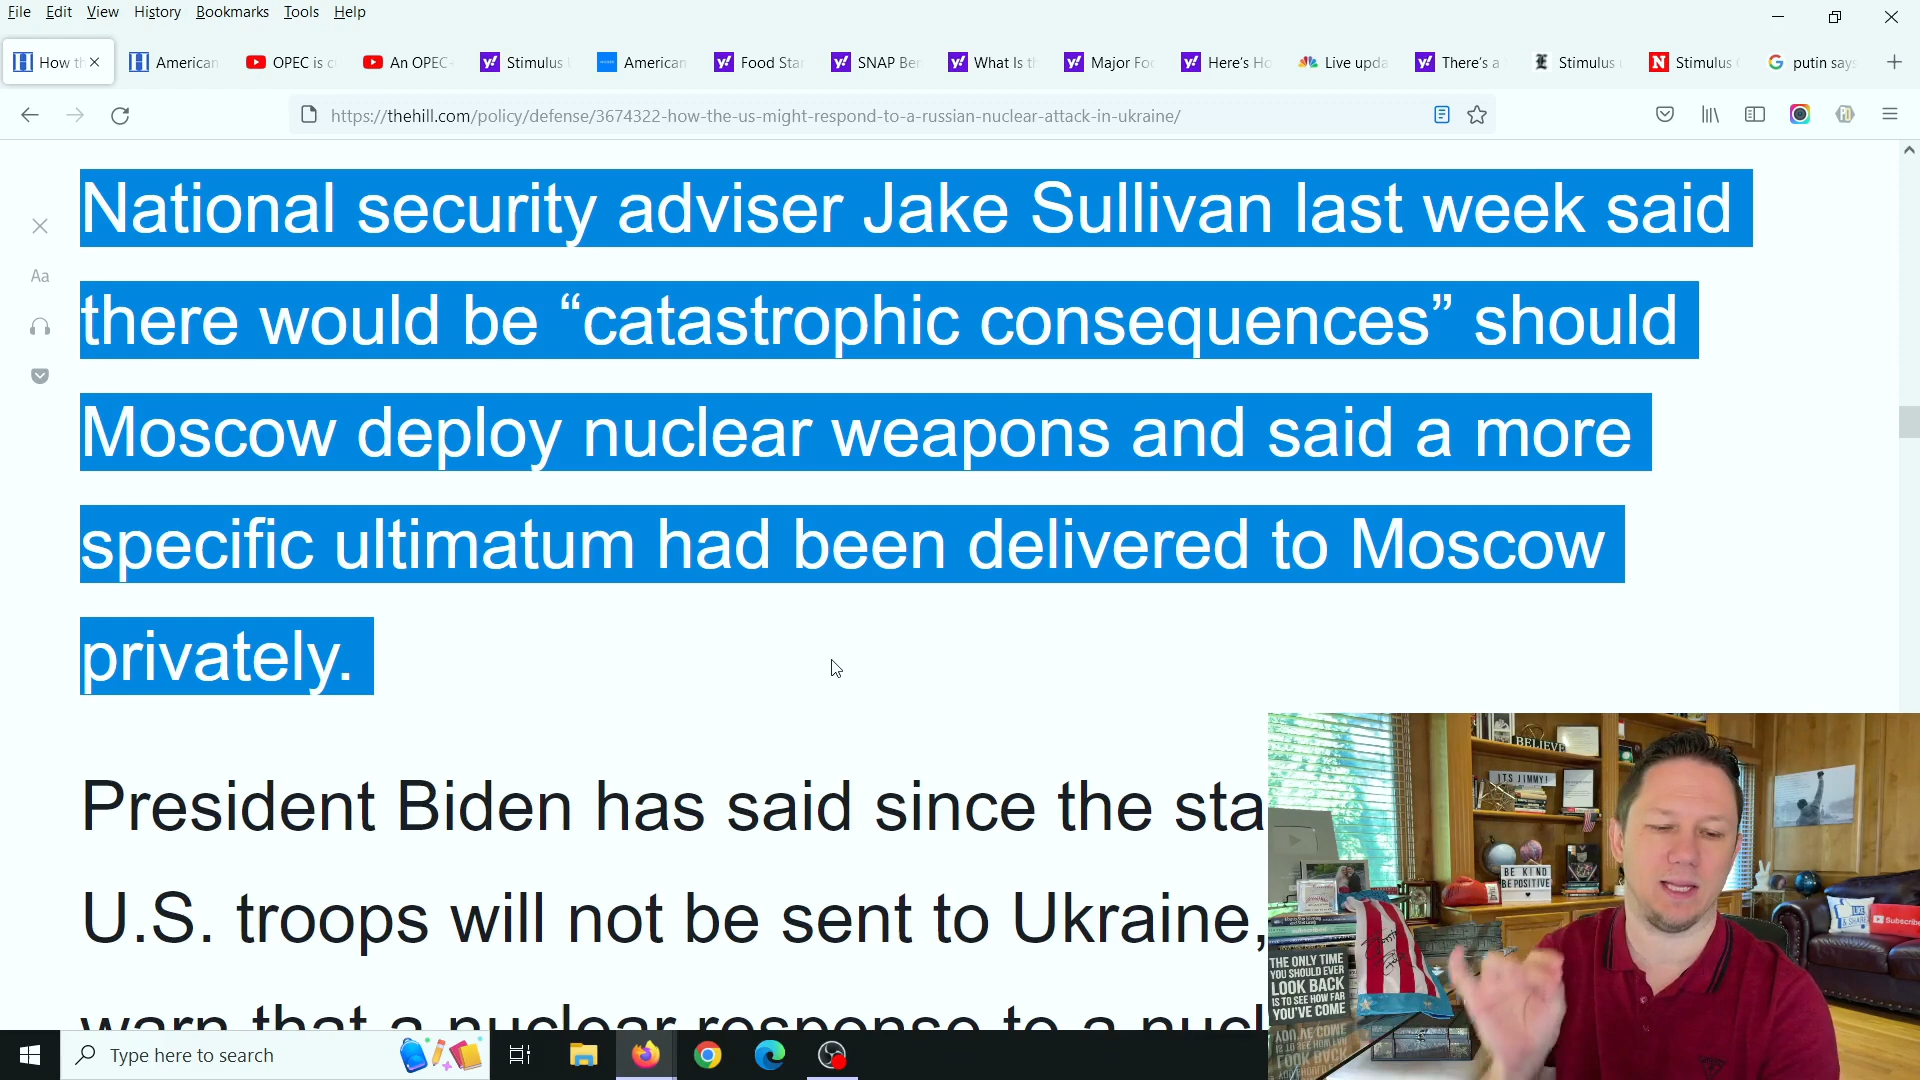 File Edit View History Bookmarks Tools Help
How th
American
OPEC is c
An OPEC
Stimulus
American
Food Sta
SNAP Ben
What Is th
Major Fo
Here's Ho
Live upda
There's a
Stimulus
Stimulus
putin says
https://thehill.com/policy/defense/3674322-how-the-us-might-respond-to-a-russian-nuclear-attack-in-ukraine/
Aa
National security adviser Jake Sullivan last week said
there would be “catastrophic consequences” should
Moscow deploy nuclear weapons and said a more
specific ultimatum had been delivered to Moscow
privately.
President Biden has said since the sta
U.S. troops will not be sent to Ukraine,
warn that a nuclear response to a nucl
BELIEVE
ITS JIMMY!
BE KIND
BE POSITIVE
LIKE
&
SHARE
Subscribe
THE ONLY TIME
YOU SHOULD EVER
LOOK BACK
IS TO SEE HOW FAR
YOU'VE COME
Type here to search